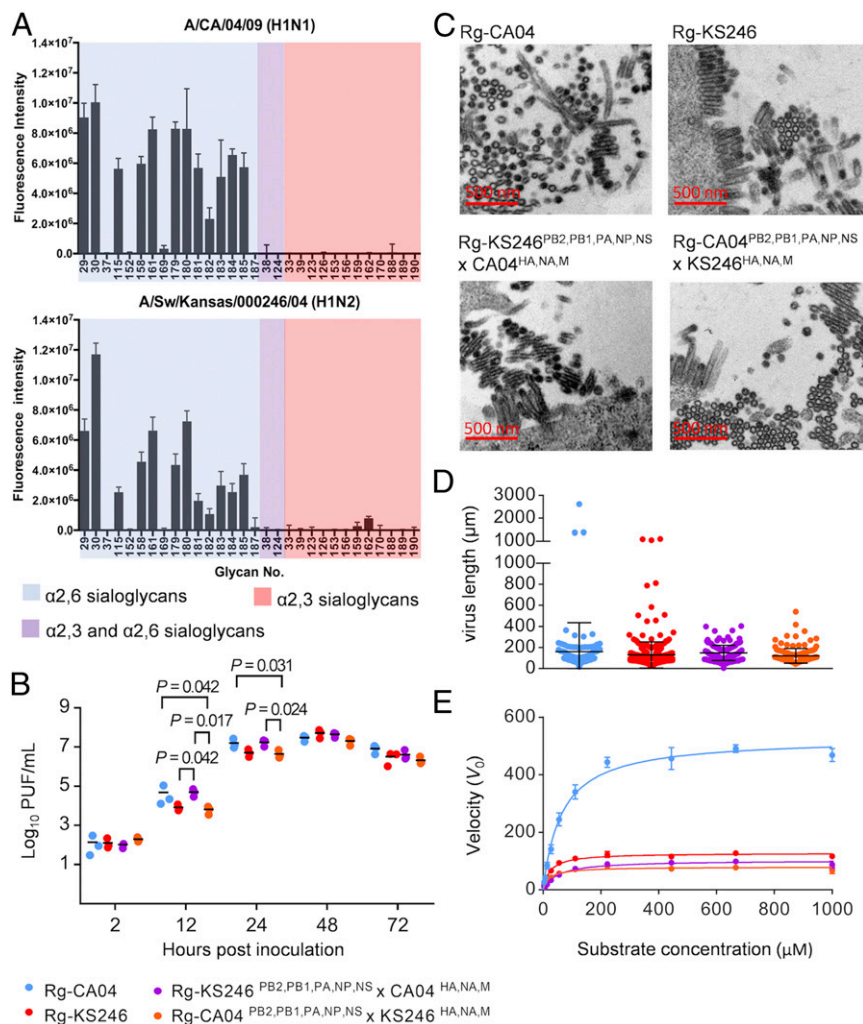 A
A/CA/04/09 (H1N1)
Fluorescence Intensity
1.4×10⁷
1.2×10⁷
1.0×10⁷
8.0×10⁶
6.0×10⁶
4.0×10⁶
2.0×10⁶
0.0
29 30 37 115 152 158 161 169 179 180 181 182 183 184 185 187 38 124 33 39 123 126 153 156 159 162 170 188 189 190
A/Sw/Kansas/000246/04 (H1N2)
Fluorescence intensity
1.4×10⁷
1.2×10⁷
1.0×10⁷
8.0×10⁶
6.0×10⁶
4.0×10⁶
2.0×10⁶
0.0
29 30 115 152 158 161 169 179 180 181 182 183 184 185 187 38 124 33 39 123 126 153 156 159 162 170 188 189 190
Glycan No.
α2,6 sialoglycans
α2,3 sialoglycans
α2,3 and α2,6 sialoglycans
B
P = 0.031
P = 0.042
P = 0.024
P = 0.017
P = 0.042
Log₁₀ PUF/mL
9
7
5
3
1
2 12 24 48 72
Hours post inoculation
C
Rg-CA04
Rg-KS246
500 nm
500 nm
Rg-KS246 PB2,PB1,PA,NP,NS
x CA04 HA,NA,M
Rg-CA04 PB2,PB1,PA,NP,NS
x KS246 HA,NA,M
500 nm
500 nm
D
virus length (μm)
3000
2000
1000
1000
800
600
400
200
0
E
Velocity (V₀)
600
400
200
0
0 200 400 600 800 1000
Substrate concentration (μM)
Rg-CA04
Rg-KS246 PB2,PB1,PA,NP,NS x CA04 HA,NA,M
Rg-KS246
Rg-CA04 PB2,PB1,PA,NP,NS x KS246 HA,NA,M